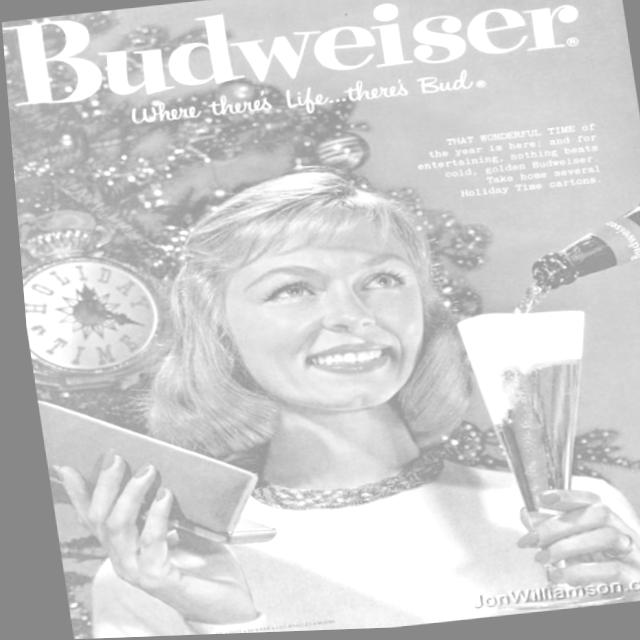 Budweiser®
Where there's Life...there's Bud®
THAT WONDERFUL TIME of
the year is here; and for
entertaining, nothing beats
cold, golden Budweiser.
Take home several
Holiday Time cartons.
HOLIDAY
TIME
JonWilliamson.c